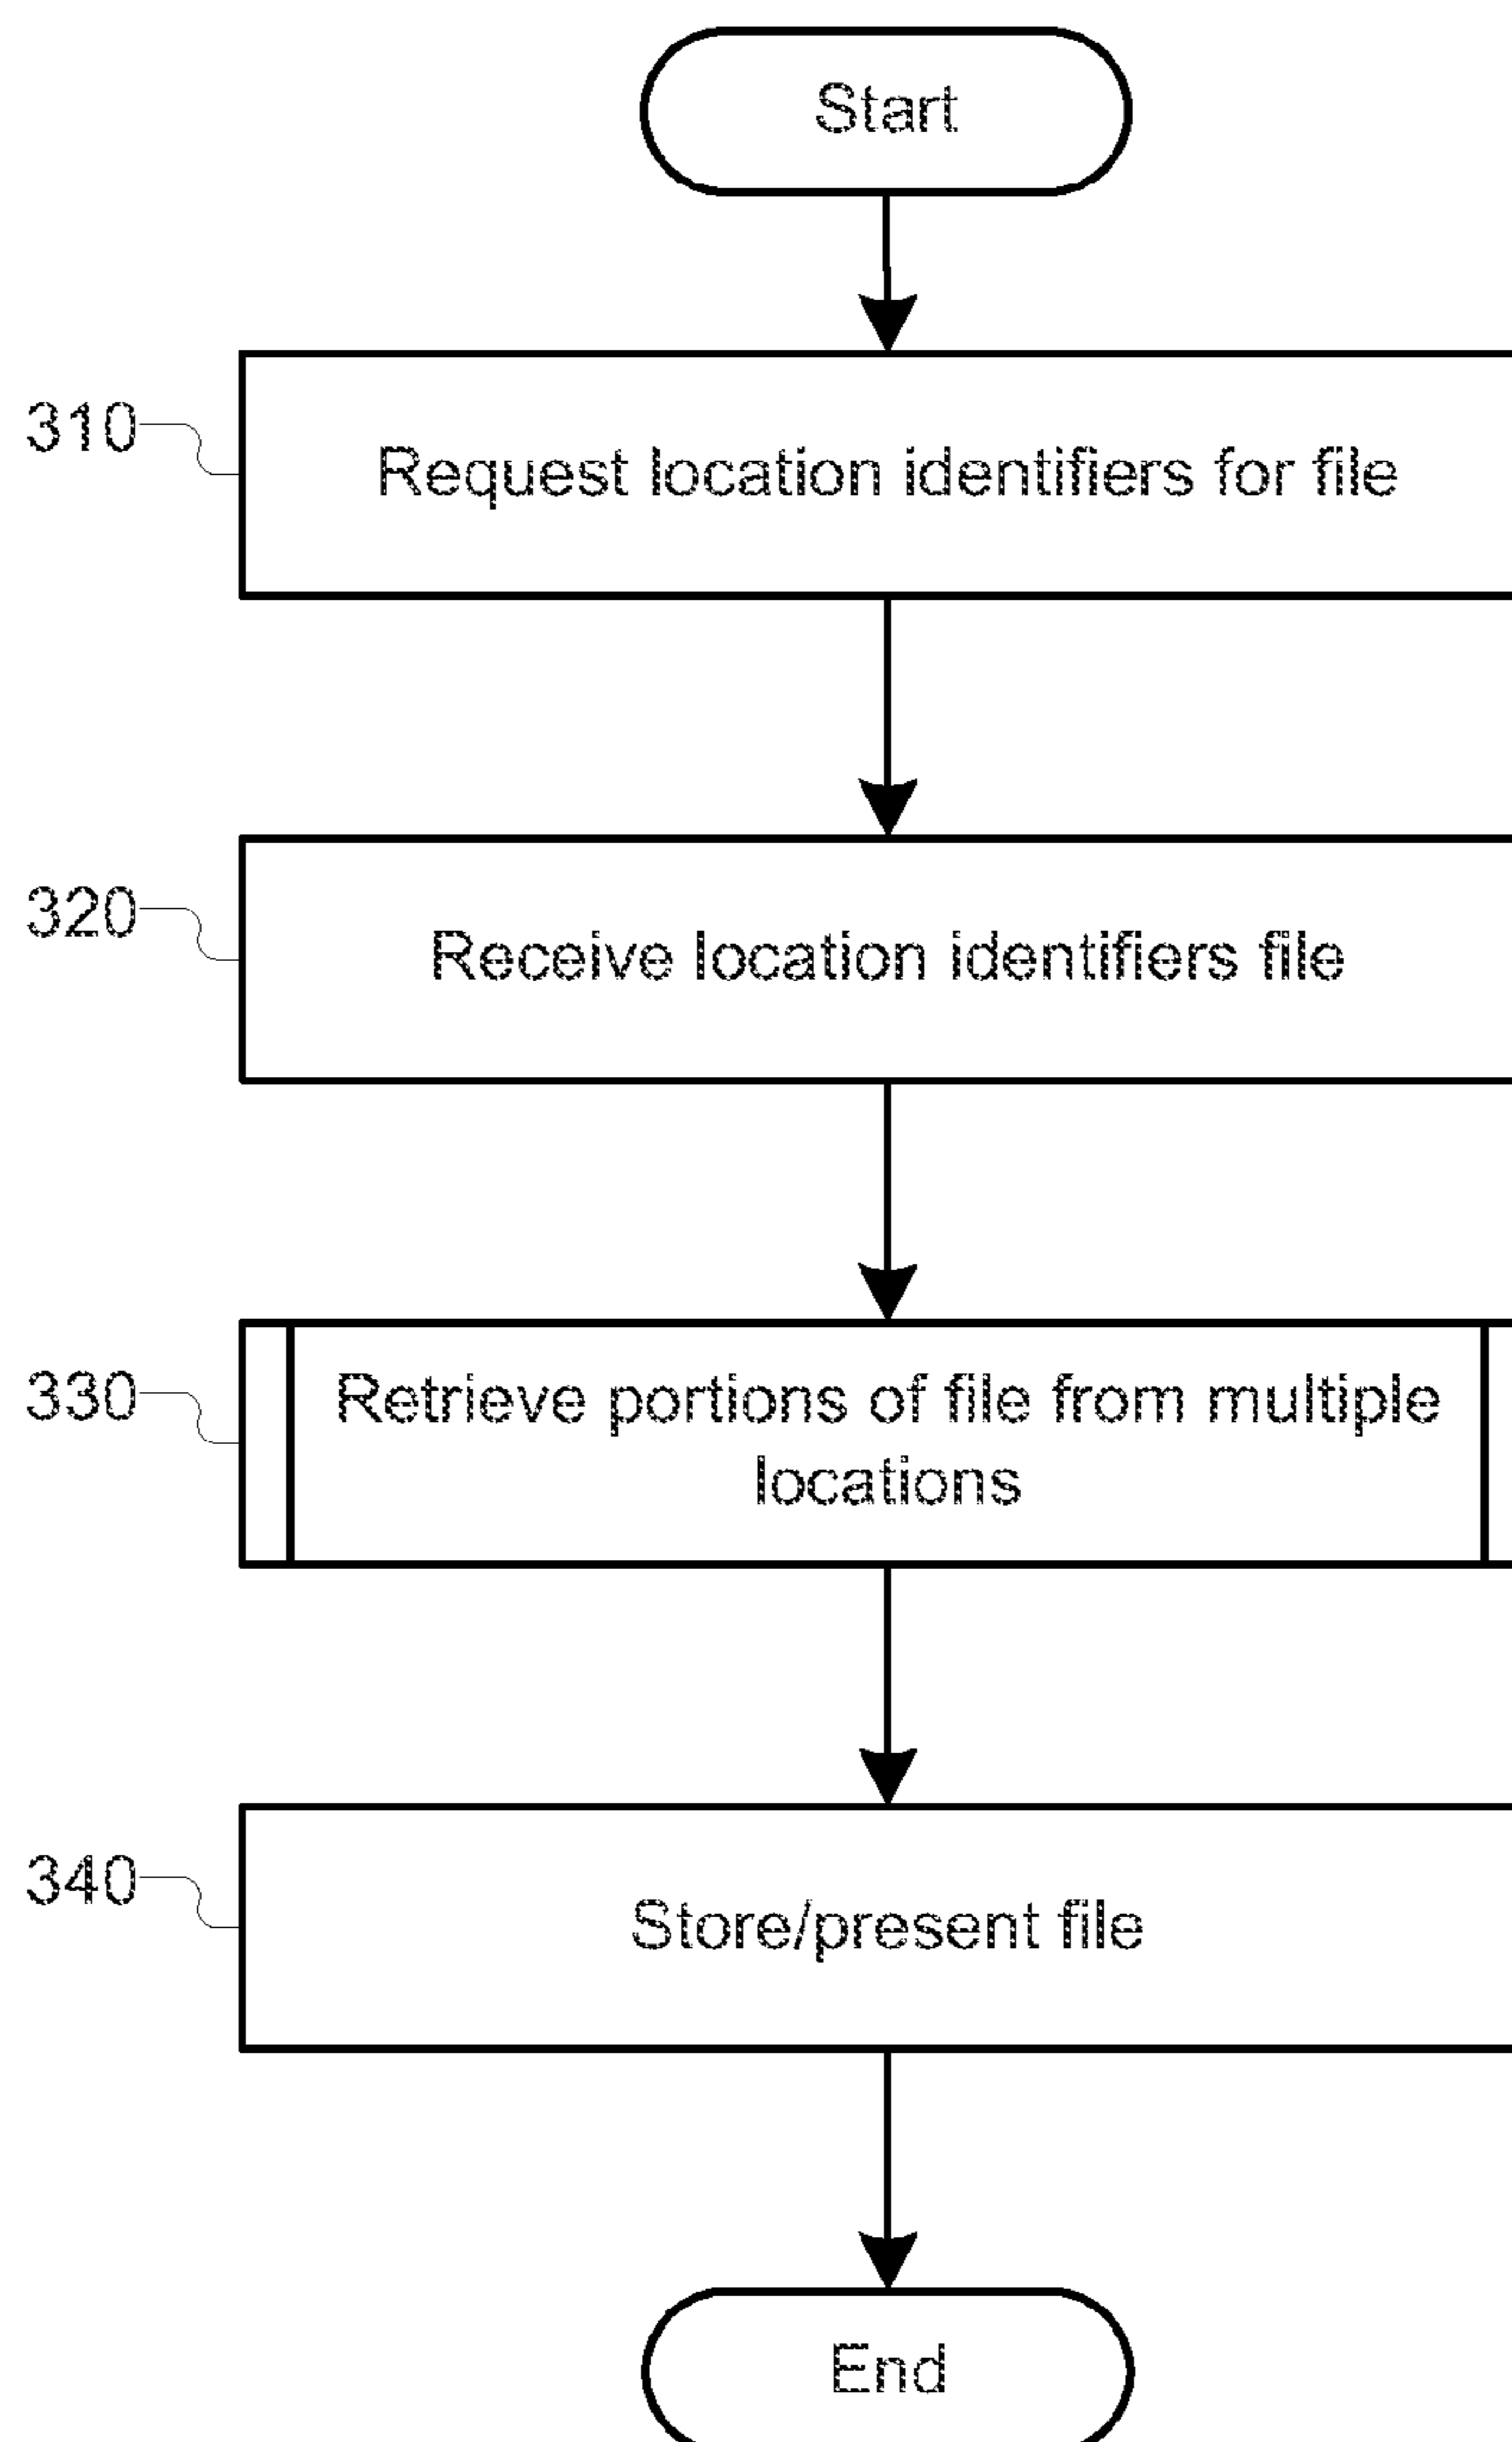 Start
310
Request location identifiers for file
320
Receive location identifiers file
330
Retrieve portions of file from multiple
locations
340
Store/present file
End